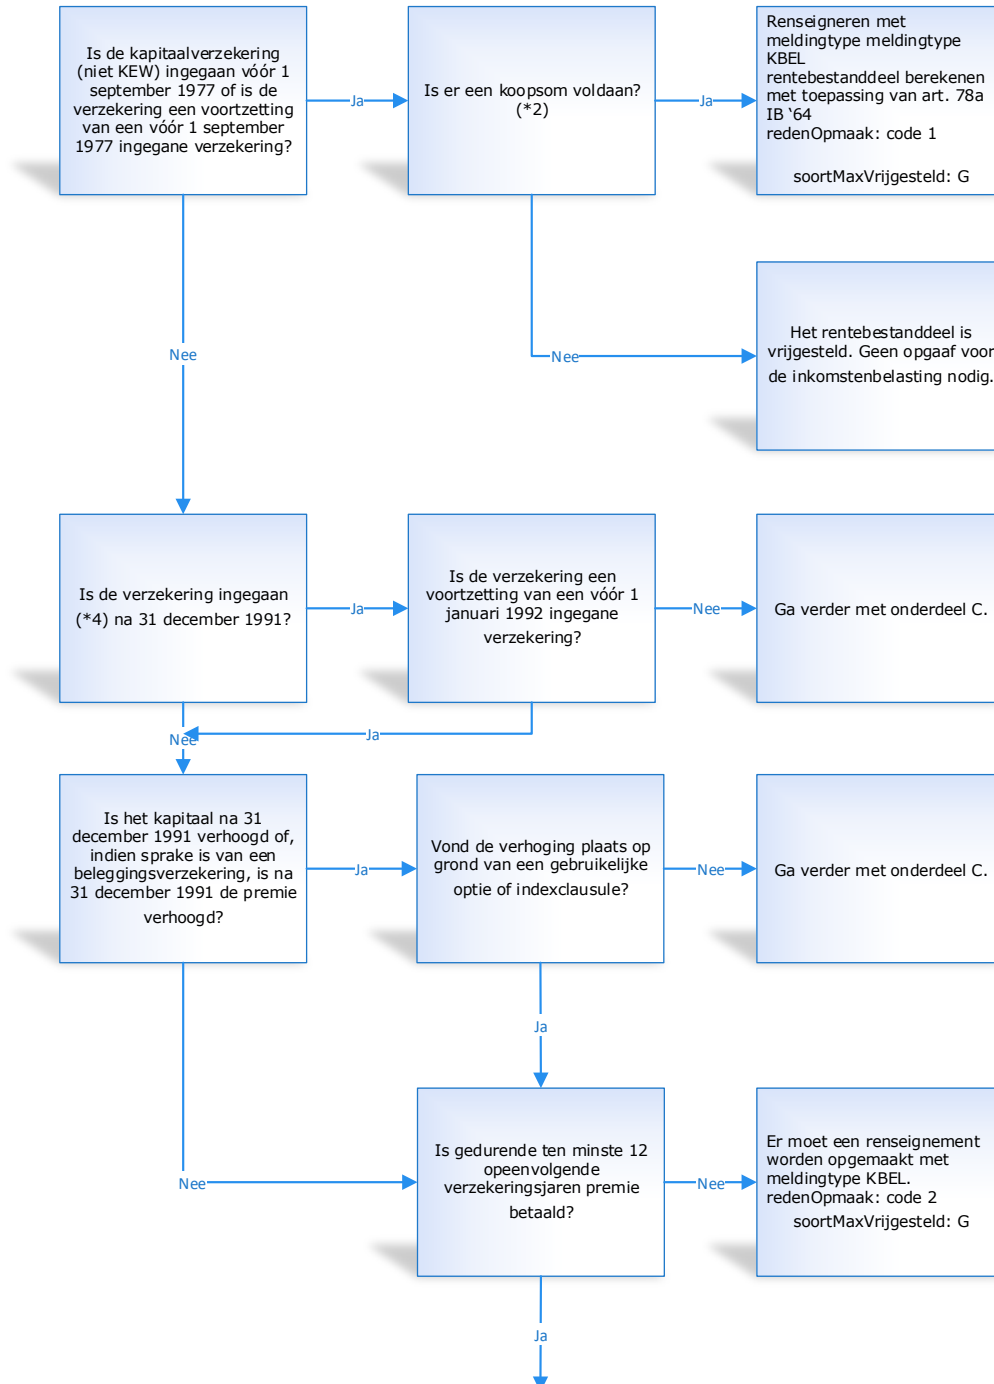 Is de kapitaalverzekering
(niet KEW) ingegaan vóór 1
september 1977 of is de
verzekering een voortzetting
van een vóór 1 september
1977 ingegane verzekering?
Ja
Is er een koopsom voldaan?
(*2)
Ja
Renseigneren met
meldingtype meldingtype
KBEL
rentebestanddeel berekenen
met toepassing van art. 78a
IB ‘64
redenOpmaak: code 1
soortMaxVrijgesteld: G
Nee
Nee
Het rentebestanddeel is
vrijgesteld. Geen opgaaf voor
de inkomstenbelasting nodig.
Is de verzekering ingegaan
(*4) na 31 december 1991?
Ja
Is de verzekering een
voortzetting van een vóór 1
januari 1992 ingegane
verzekering?
Nee
Ga verder met onderdeel C.
Nee
Ja
Is het kapitaal na 31
december 1991 verhoogd of,
indien sprake is van een
beleggingsverzekering, is na
31 december 1991 de premie
verhoogd?
Ja
Vond de verhoging plaats op
grond van een gebruikelijke
optie of indexclausule?
Nee
Ga verder met onderdeel C.
Ja
Nee
Is gedurende ten minste 12
opeenvolgende
verzekeringsjaren premie
betaald?
Nee
Er moet een renseignement
worden opgemaakt met
meldingtype KBEL.
redenOpmaak: code 2
soortMaxVrijgesteld: G
Ja